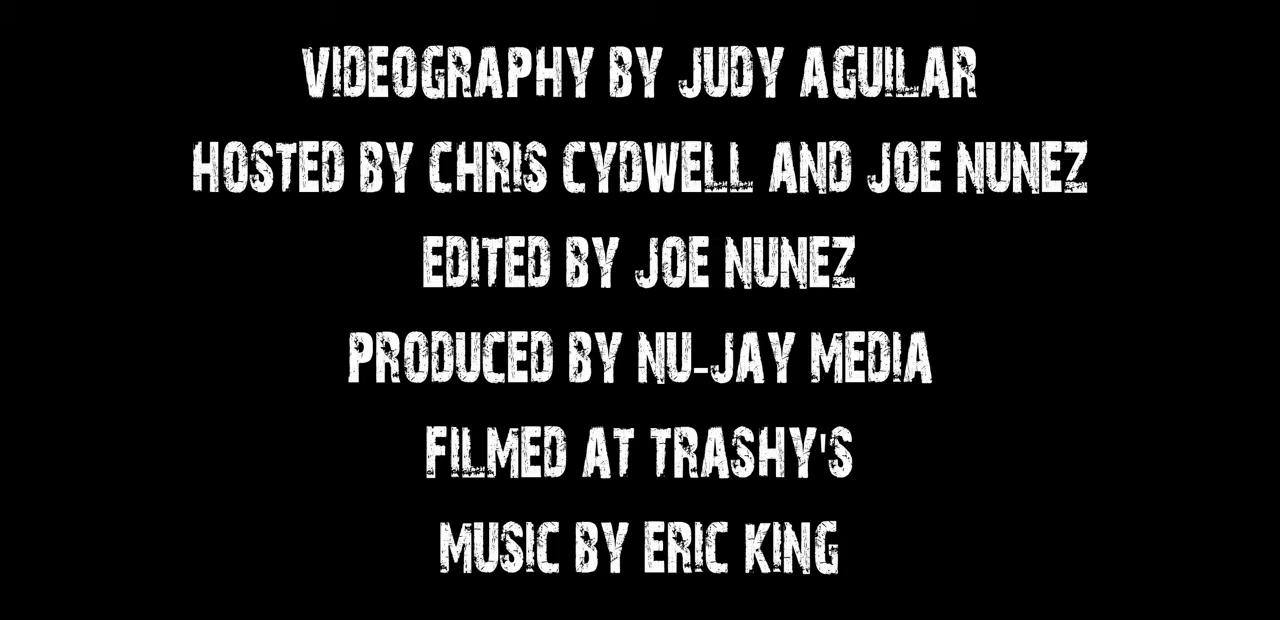 VIDEOGRAPHY BY JUDY AGUILAR
HOSTED BY CHRIS CYDWELL AND JOE NUNEZ
EDITED BY JOE NUNEZ
PRODUCED BY NU-JAY MEDIA
FILMED AT TRASHY'S
MUSIC BY ERIC KING